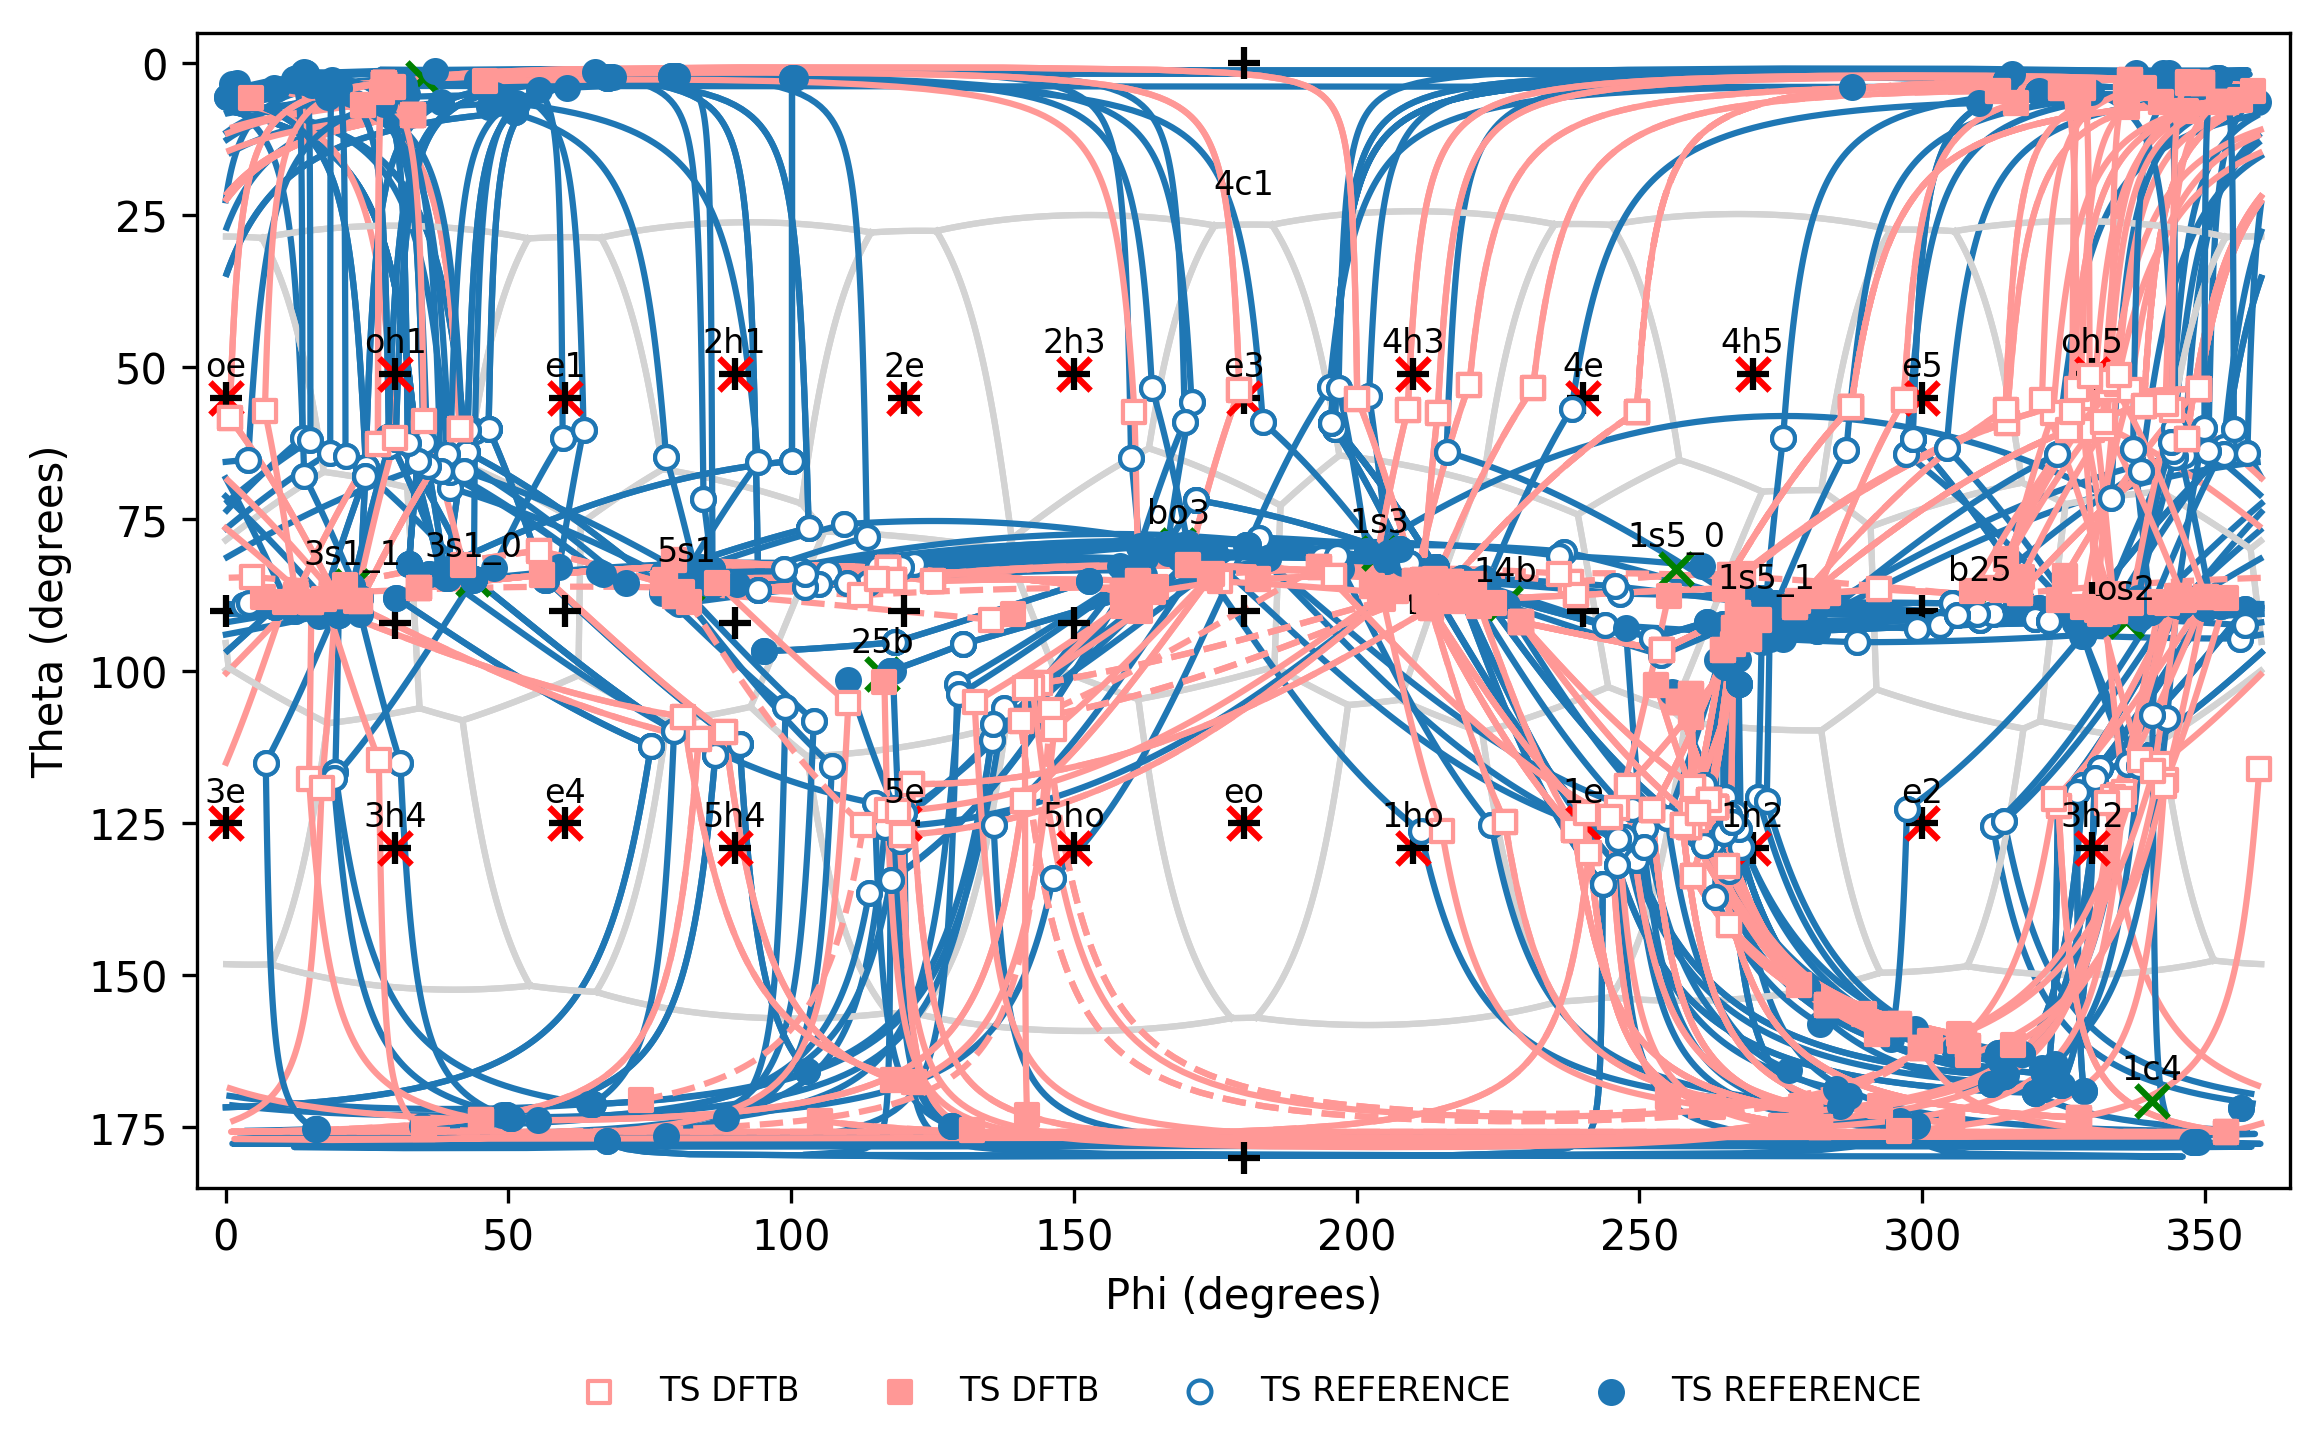 0
25
50
75
100
125
150
175
Theta (degrees)
4c1
oe
oh1
e1
2h1
2e
2h3
e3
4h3
4e
4h5
e5
oh5
bo3
1s3
1s5_0
3s1_1
3s1_0
5s1
14b
1s5_1
b25
os2
25b
3e
3h4
e4
5h4
5e
5ho
eo
1ho
1e
1h2
e2
3h2
1c4
0
50
100
150
200
250
300
350
Phi (degrees)
TS DFTB
TS DFTB
TS REFERENCE
TS REFERENCE